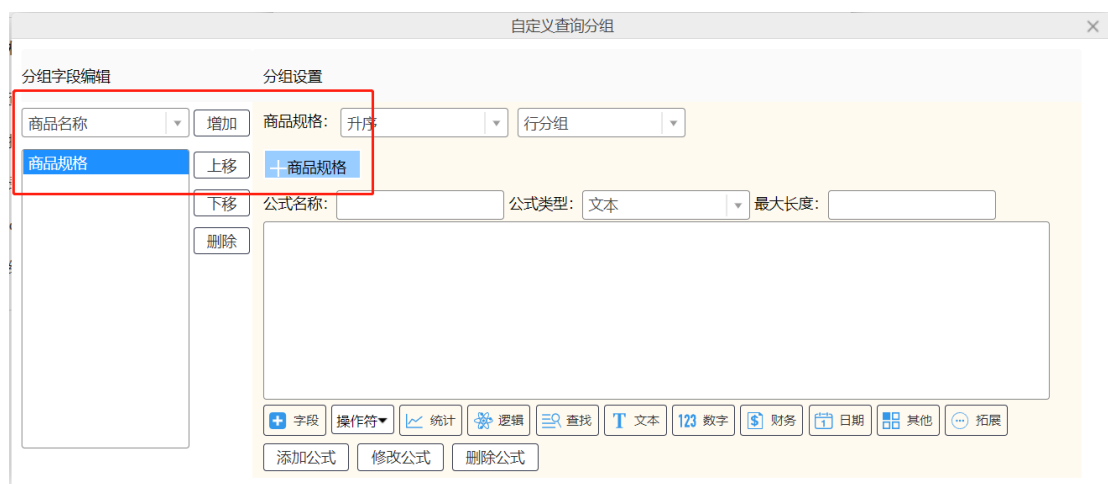 自定义查询分组
分组字段编辑 分组设置
商品名称 增加 商品规格： 升序 行分组
商品规格 上移 商品规格
下移 公式名称： 公式类型： 文本 最大长度：
删除
字段 操作符 统计 逻辑 查找 T 文本 123 数字 $ 财务 1 日期 其他 拓展
添加公式 修改公式 删除公式